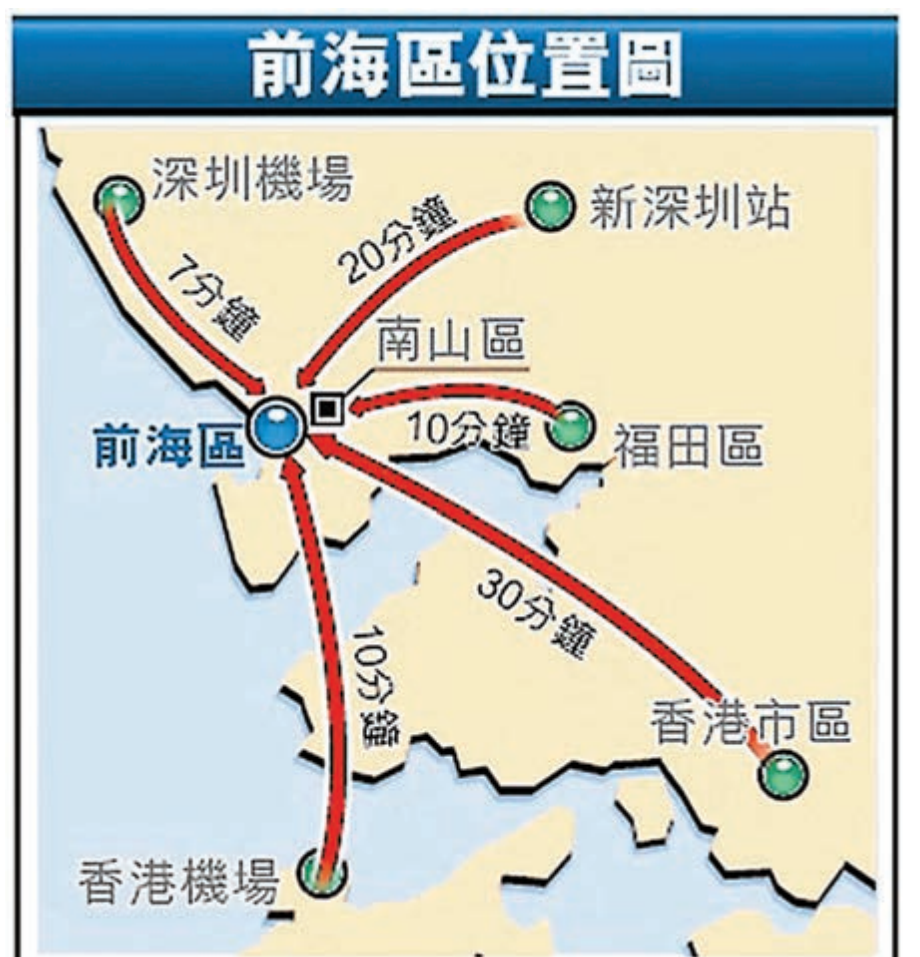 前海區位置圖
深圳機場
新深圳站
20分鐘
7分鐘
南山區
前海區
10分鐘
福田區
30分鐘
10分鐘
香港市區
香港機場